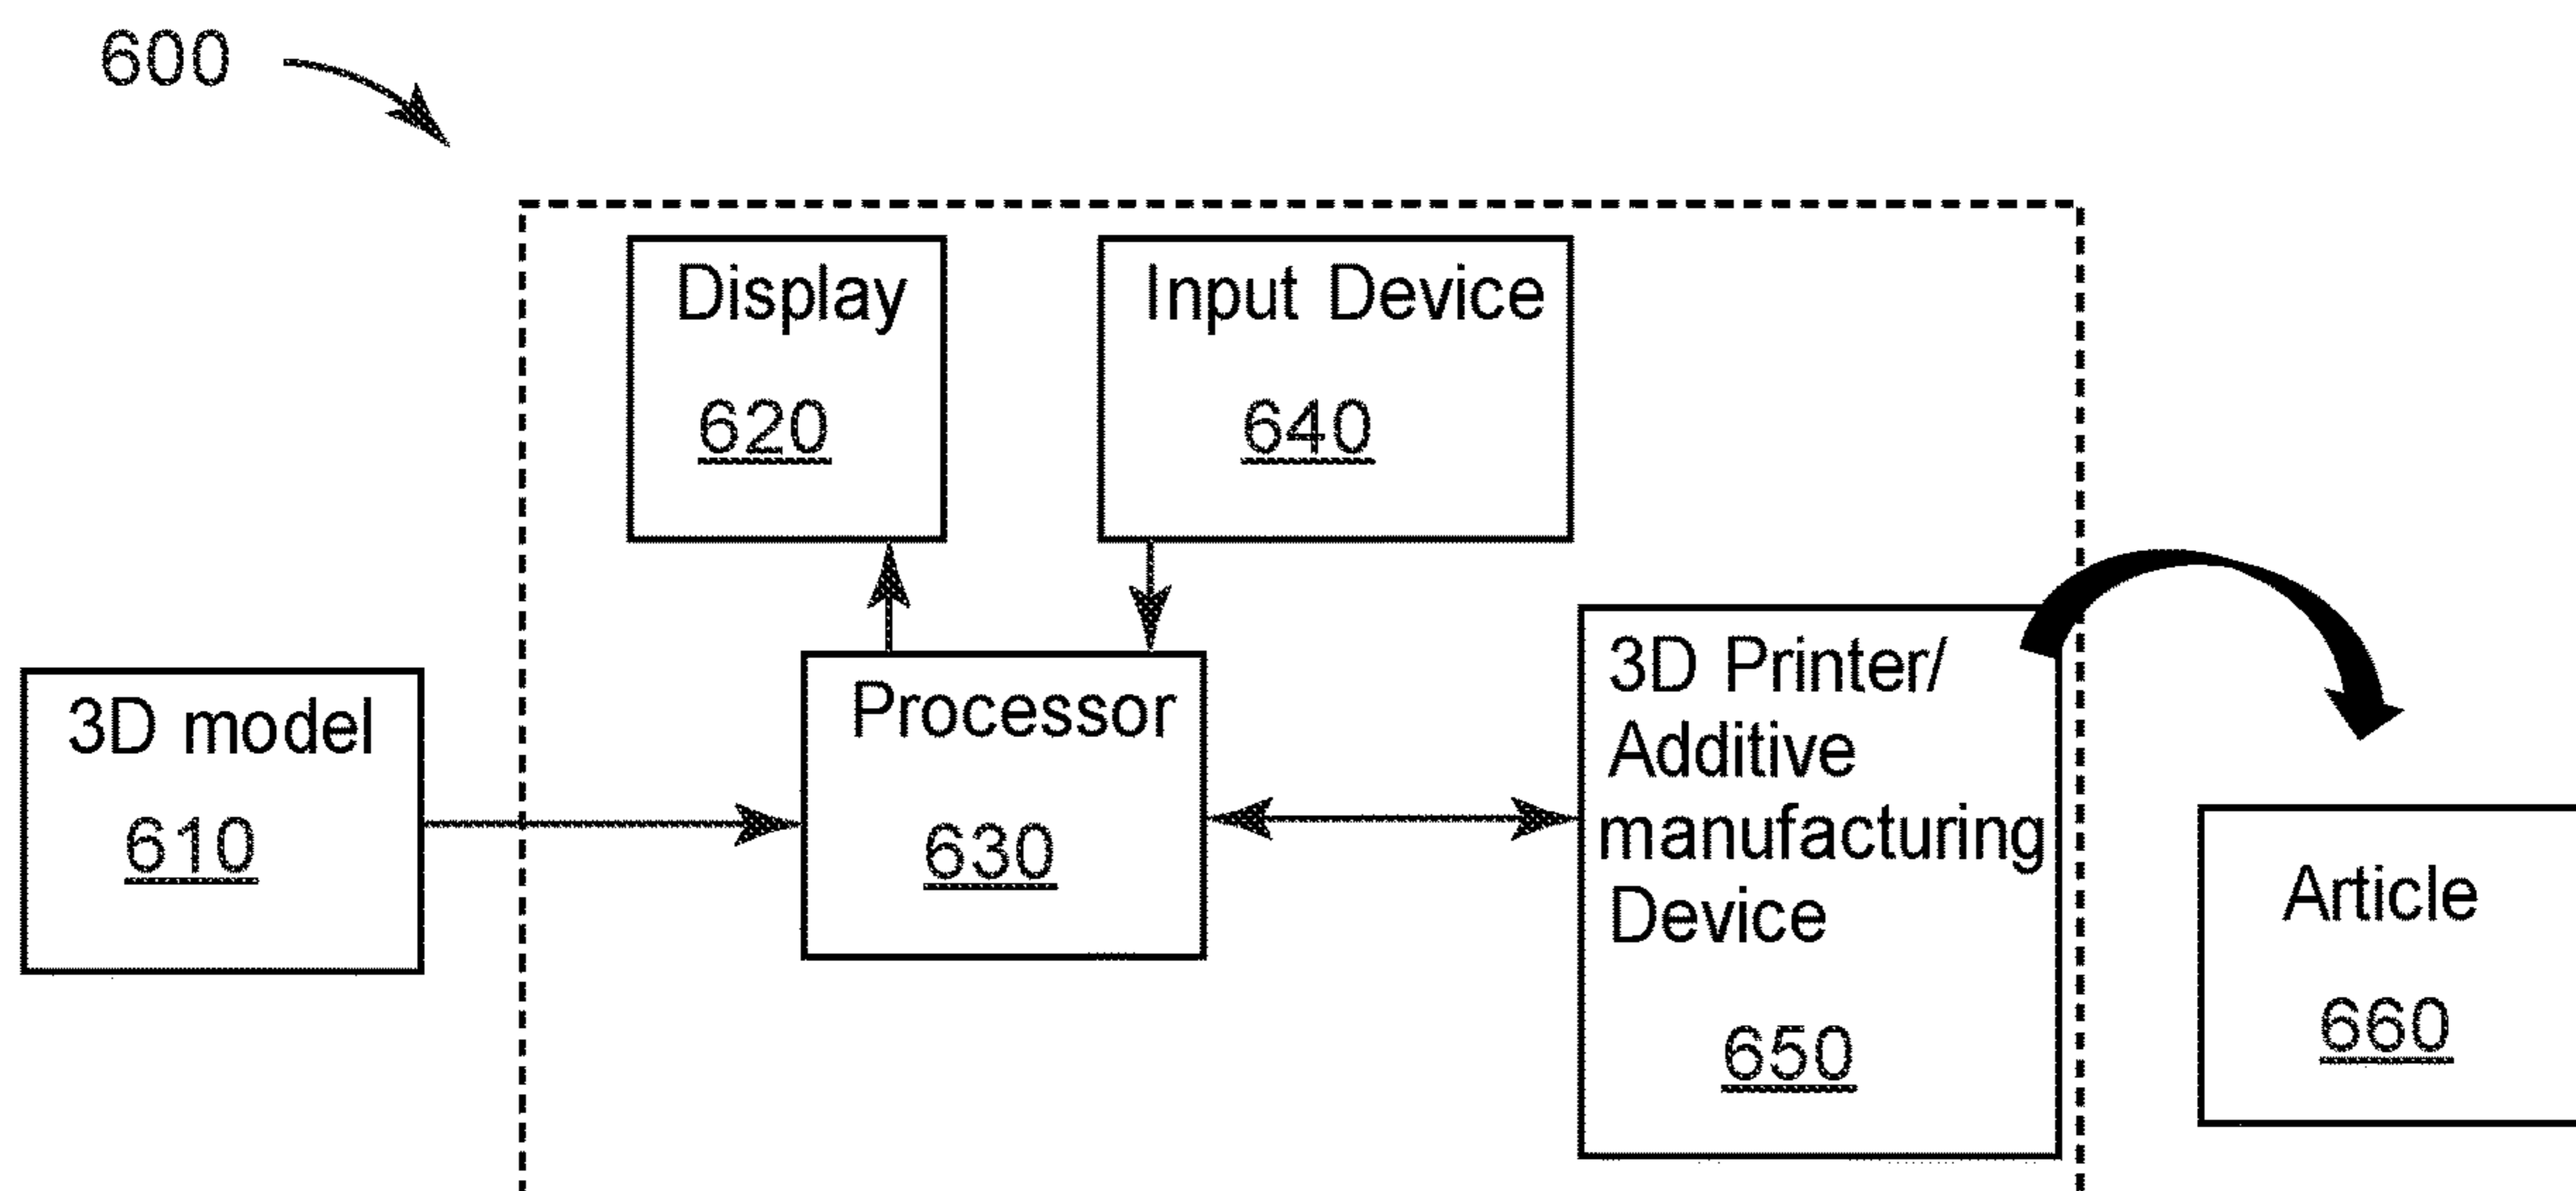 600
Display
620
Input Device
640
3D model
610
Processor
630
3D Printer/
Additive
manufacturing
Device
650
Article
660